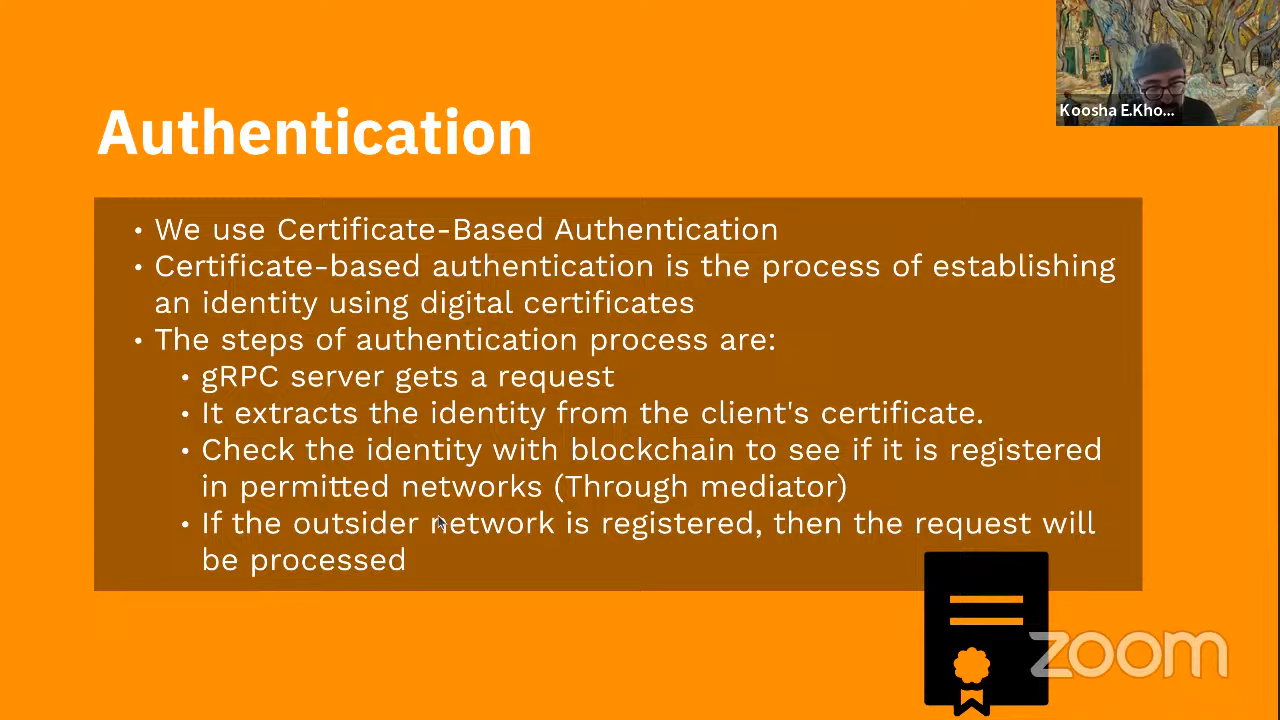 Koosha E.Kho...
Authentication
• We use Certificate-Based Authentication
• Certificate-based authentication is the process of establishing
an identity using digital certificates
• The steps of authentication process are:
• gRPC server gets a request
• It extracts the identity from the client's certificate.
• Check the identity with blockchain to see if it is registered
in permitted networks (Through mediator)
• If the outsider network is registered, then the request will
be processed
zoom